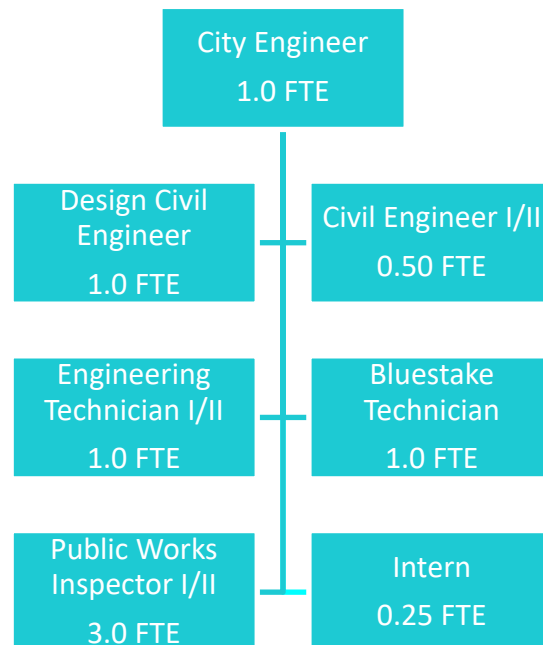 City Engineer
1.0 FTE
Design Civil
Engineer
1.0 FTE
Civil Engineer I/II
0.50 FTE
Engineering
Technician I/II
1.0 FTE
Bluestake
Technician
1.0 FTE
Public Works
Inspector I/II
3.0 FTE
Intern
0.25 FTE